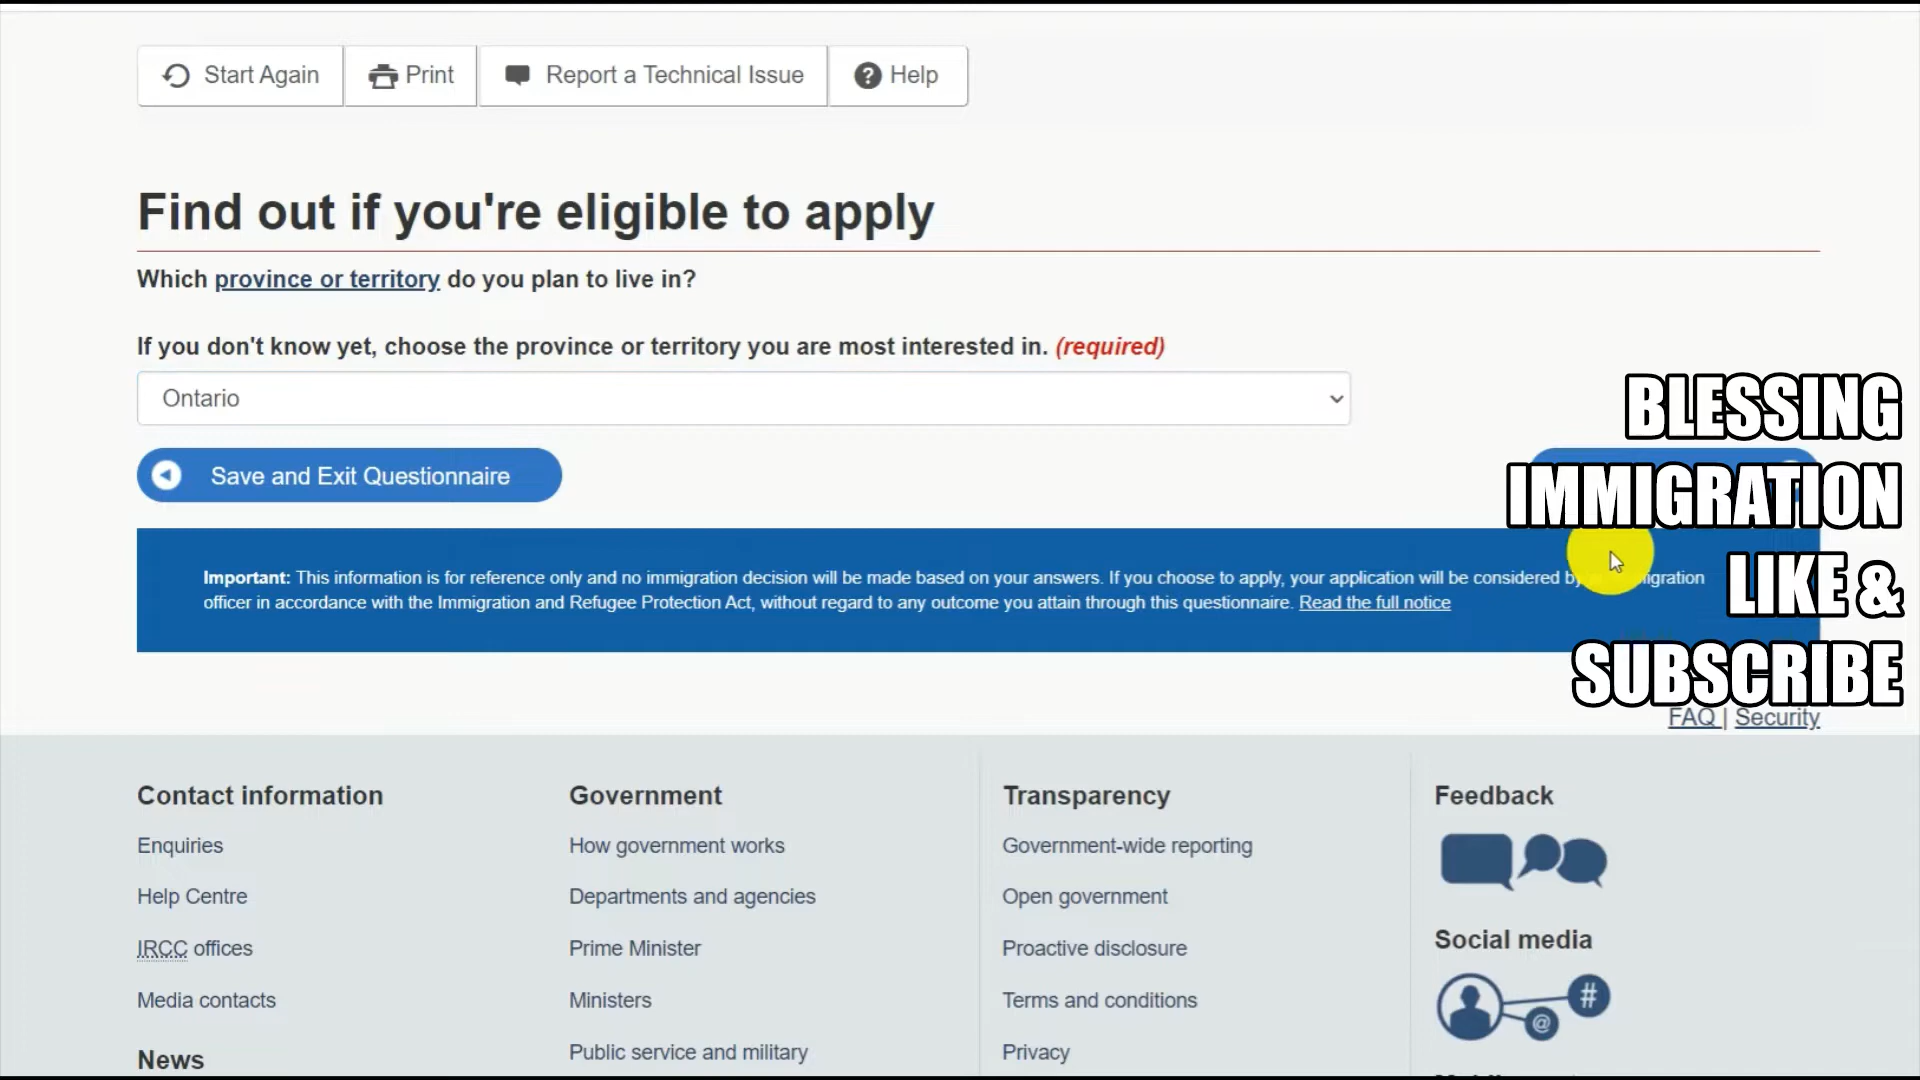 Start Again
Print
Report a Technical Issue
Help
Find out if you're eligible to apply
Which province or territory do you plan to live in?
If you don't know yet, choose the province or territory you are most interested in. (required)
Ontario
Save and Exit Questionnaire
BLESSING
IMMIGRATION
LIKE &
SUBSCRIBE
Important: This information is for reference only and no immigration decision will be made based on your answers. If you choose to apply, your application will be considered by
officer in accordance with the Immigration and Refugee Protection Act, without regard to any outcome you attain through this questionnaire. Read the full notice
FAQ | Security
Contact information
Enquiries
Help Centre
IRCC offices
Media contacts
News
Government
How government works
Departments and agencies
Prime Minister
Ministers
Public service and military
Transparency
Government-wide reporting
Open government
Proactive disclosure
Terms and conditions
Privacy
Feedback
Social media
#
@